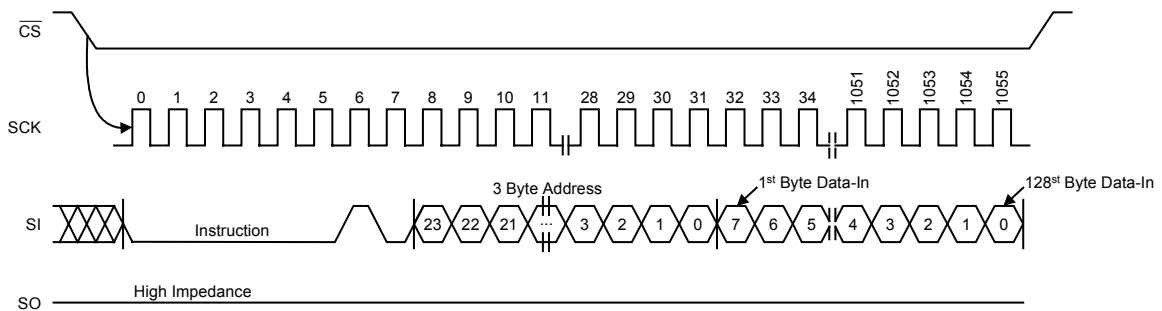 CS
0 1 2 3 4 5 6 7 8 9 10 11 28 29 30 31 32 33 34 1051 1052 1053 1054 1055
SCK
3 Byte Address 1st Byte Data-In 128st Byte Data-In
SI Instruction 23 22 21 ... 3 2 1 0 7 6 5 4 3 2 1 0
High Impedance
SO